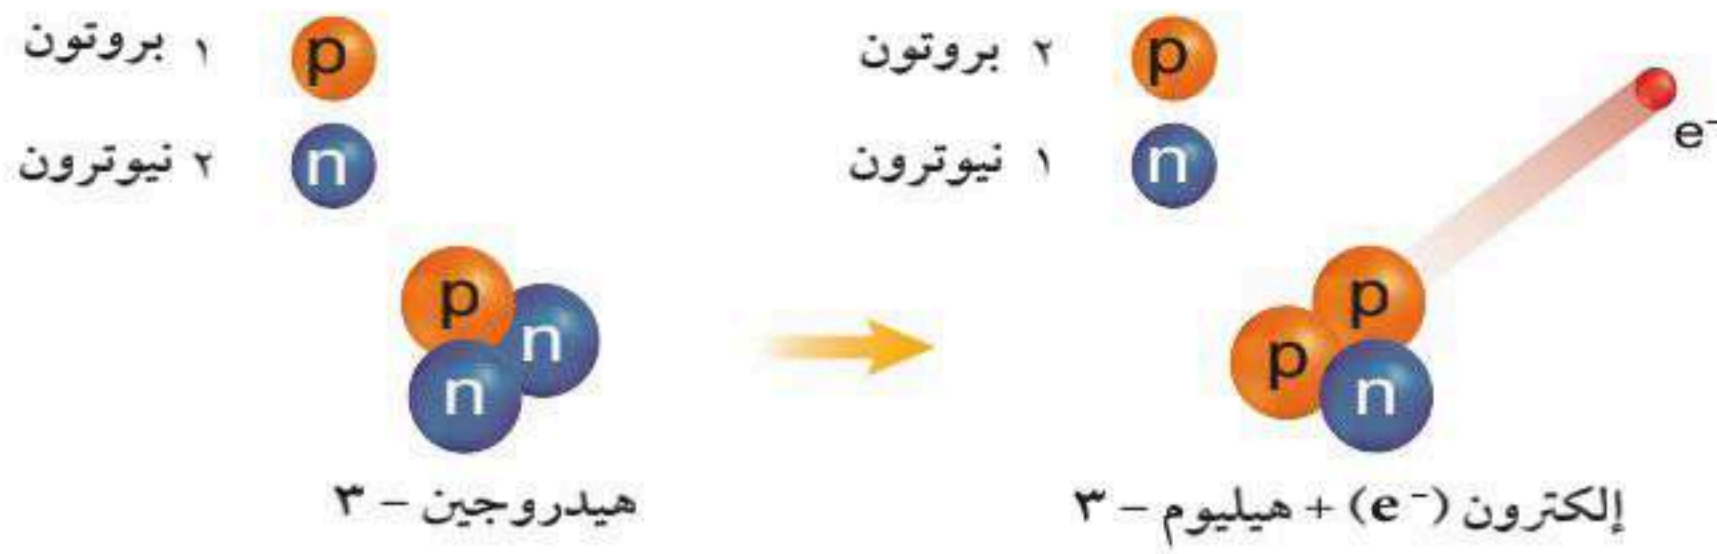 ١ بروتون
p
٢ نيوترون
n
p
n
n
هيدروجين – ٣
٢ بروتون
p
١ نيوترون
n
e⁻
p
p
n
إلكترون (e⁻) + هيليوم – ٣